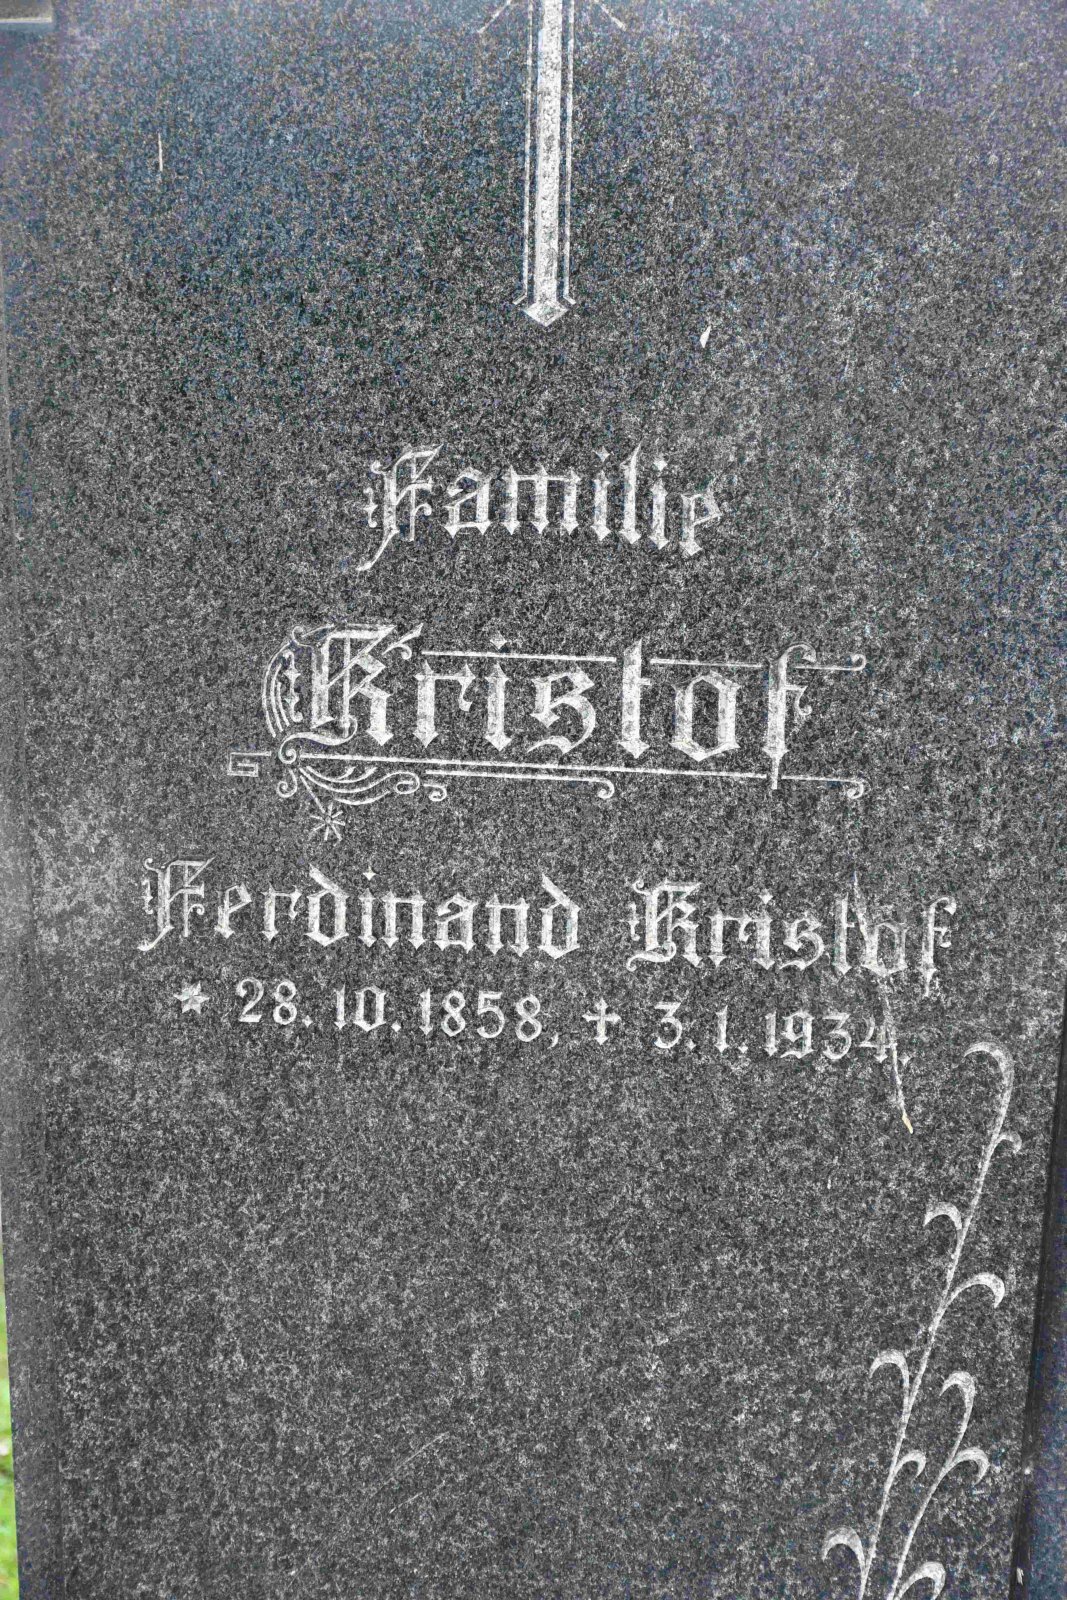 Familie
Kristof
Ferdinand Kristof
* 28. 10. 1858, + 3. 1. 1934.